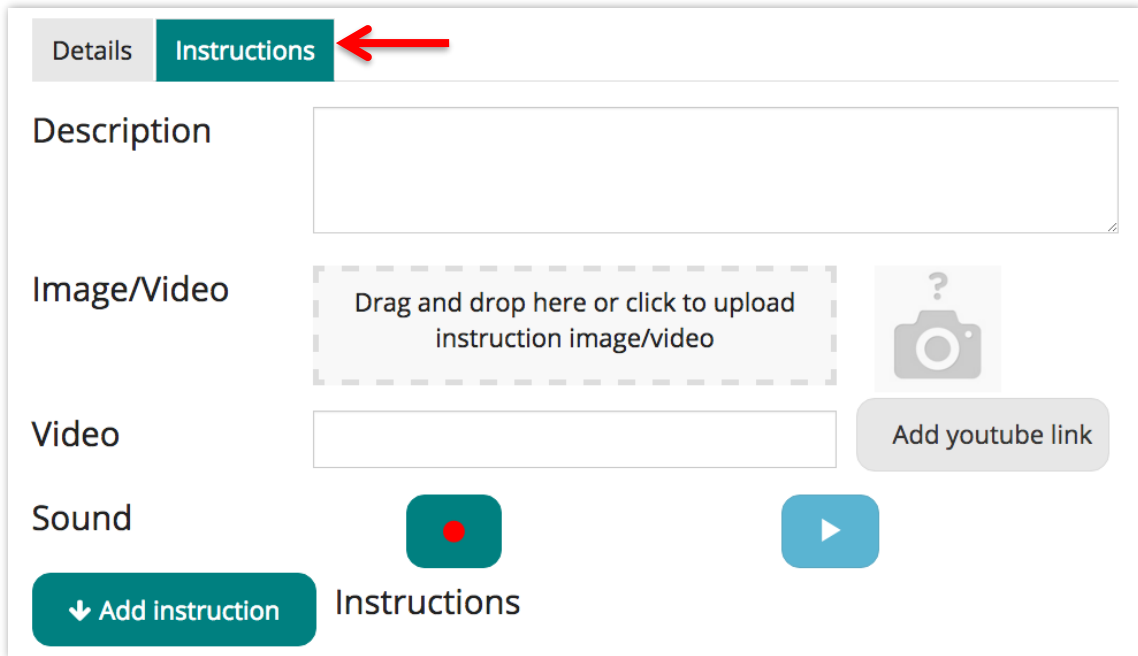 Details
Instructions
Description
Image/Video
Drag and drop here or click to upload
instruction image/video
?
Video
Add youtube link
Sound
Add instruction
Instructions